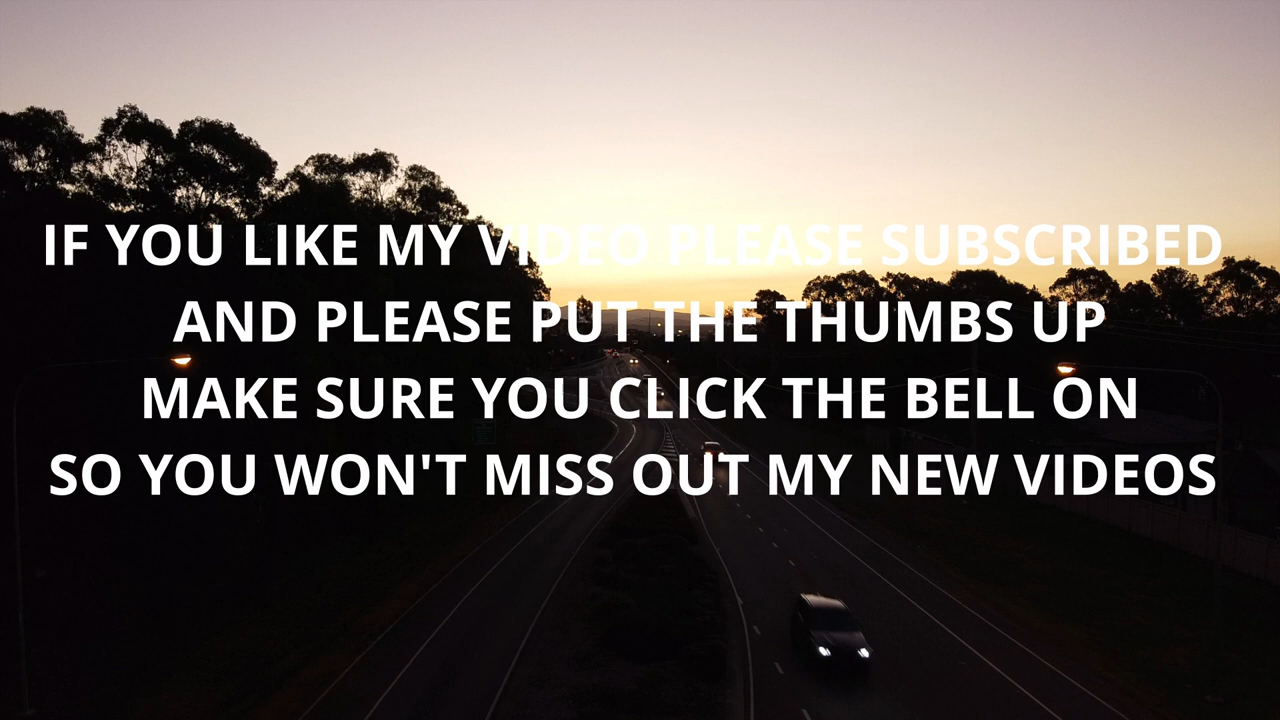 IF YOU LIKE MY VIDEO PLEASE SUBSCRIBED
AND PLEASE PUT THE THUMBS UP
MAKE SURE YOU CLICK THE BELL ON
SO YOU WON'T MISS OUT MY NEW VIDEOS